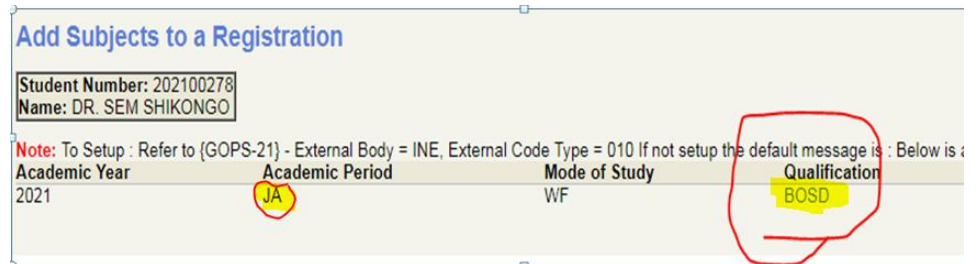 Add Subjects to a Registration
Student Number: 202100278
Name: DR. SEM SHIKONGO
Note: To Setup : Refer to {GOPS-21} - External Body = INE, External Code Type = 010 If not setup the default message is : Below is a
Academic Year Academic Period Mode of Study Qualification
2021 JA WF BOSD